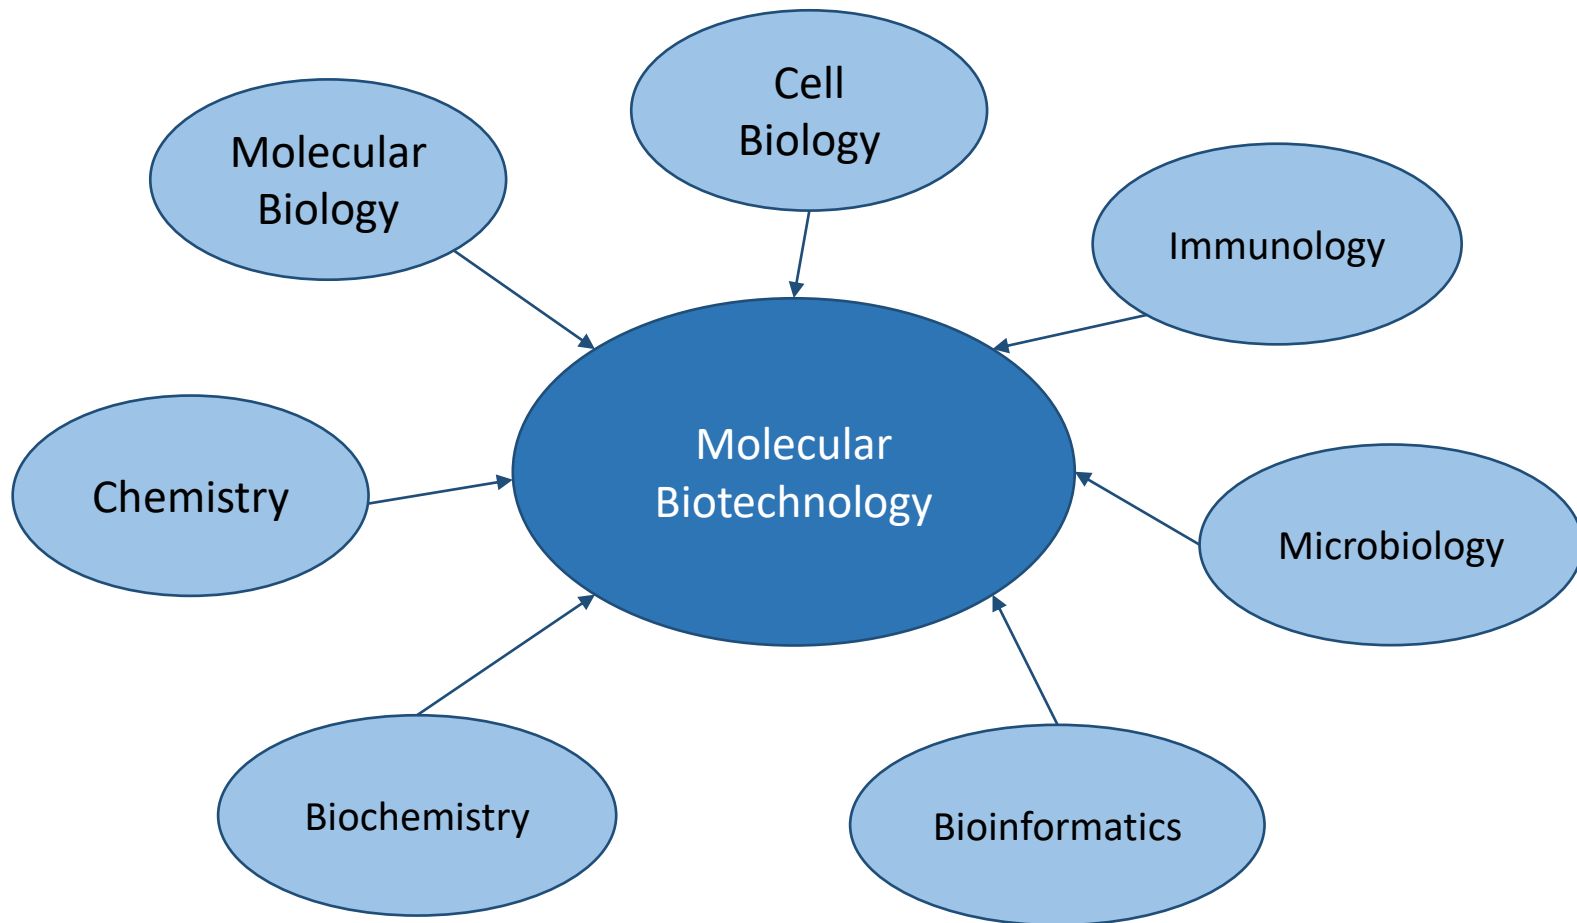 Cell
Biology
Molecular
Biology
Immunology
Molecular
Biotechnology
Chemistry
Microbiology
Biochemistry
Bioinformatics